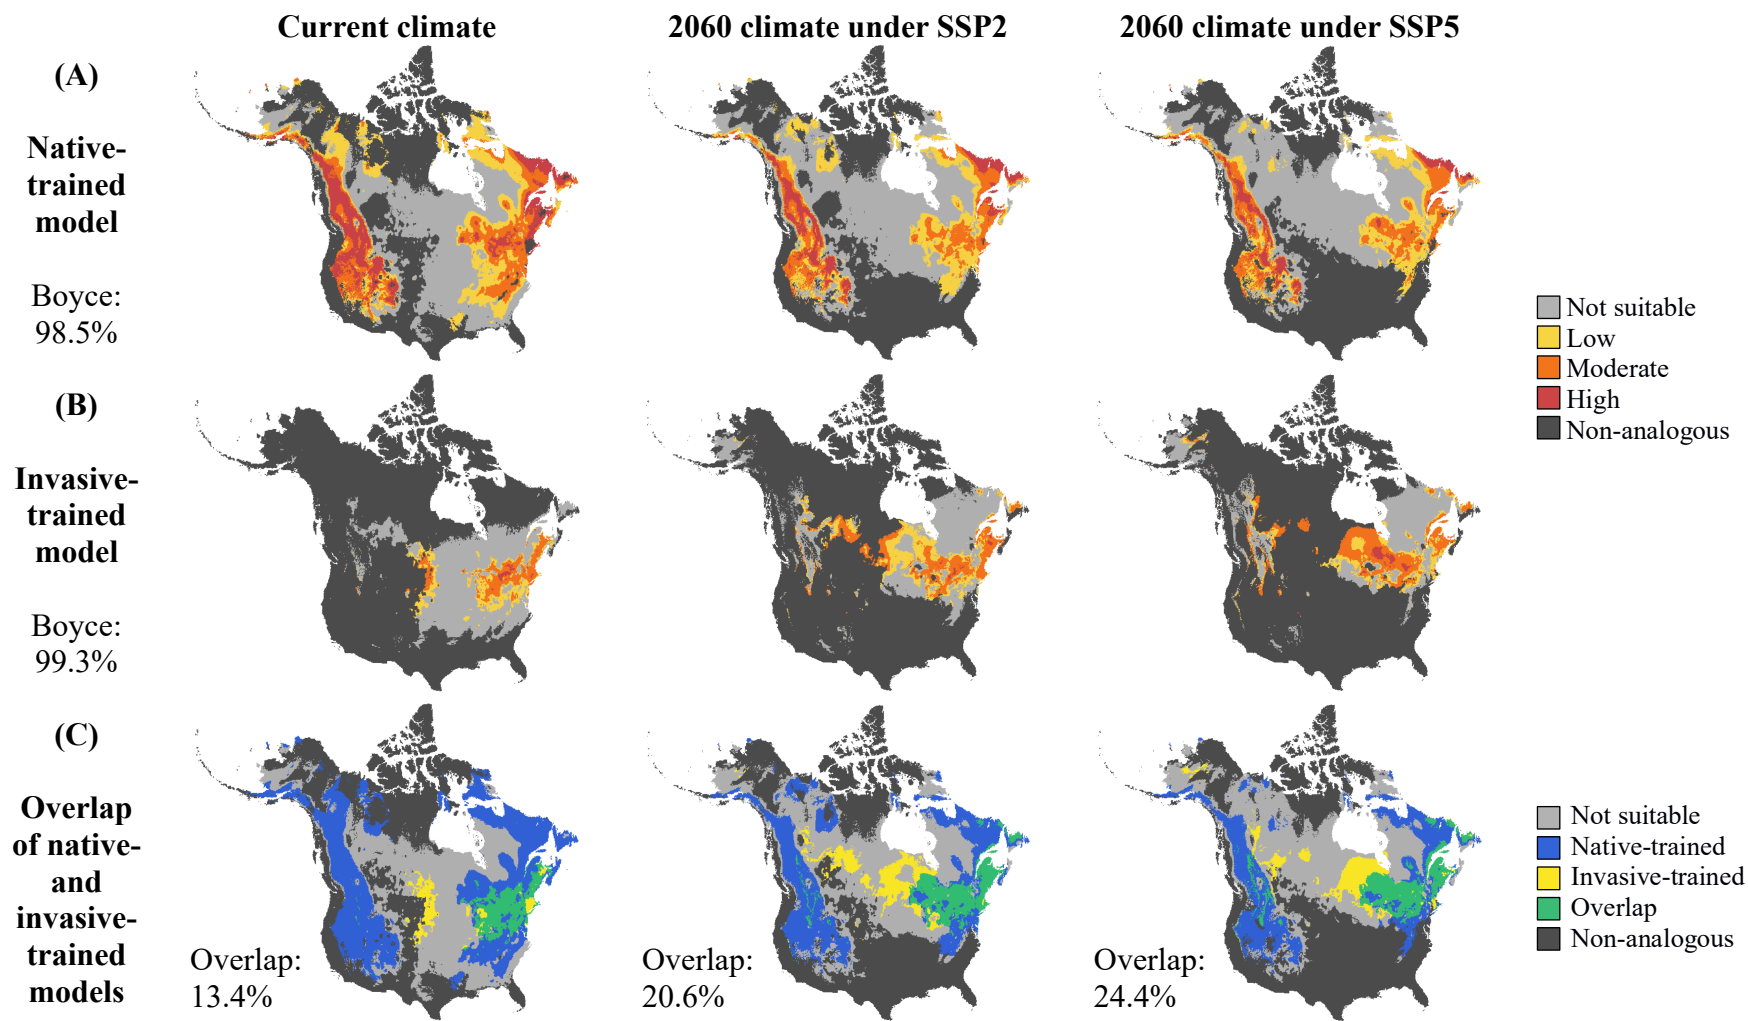 Current climate
2060 climate under SSP2
2060 climate under SSP5
(A)
Native-
trained
model
Boyce:
98.5%
Not suitable
Low
Moderate
High
Non-analogous
(B)
Invasive-
trained
model
Boyce:
99.3%
(C)
Overlap
of native-
and
invasive-
trained
models
Overlap:
13.4%
Overlap:
20.6%
Overlap:
24.4%
Not suitable
Native-trained
Invasive-trained
Overlap
Non-analogous